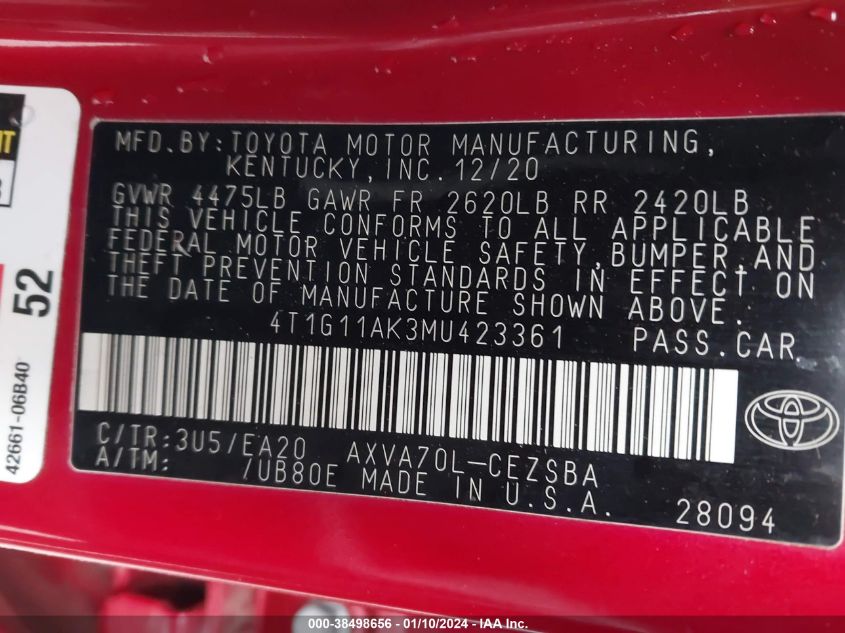 MFD.BY:TOYOTA MOTOR MANUFACTURING,
KENTUCKY,INC.12/20
GVWR 4475LB GAWR FR 2620LB RR 2420LB
THIS VEHICLE CONFORMS TO ALL APPLICABLE
FEDERAL MOTOR VEHICLE SAFETY,BUMPER,AND
THEFT PREVENTION STANDARDS IN EFFECT ON
THE DATE OF MANUFACTURE SHOWN ABOVE.
4T1G11AK3MU423361 PASS.CAR
C/TR:3U5/EA20 AXVA70L-CEZSBA
A/TM: /UB80E MADE IN U.S.A.
28094
52
42661-06B40
000-38498656 - 01/10/2024 - IAA Inc.